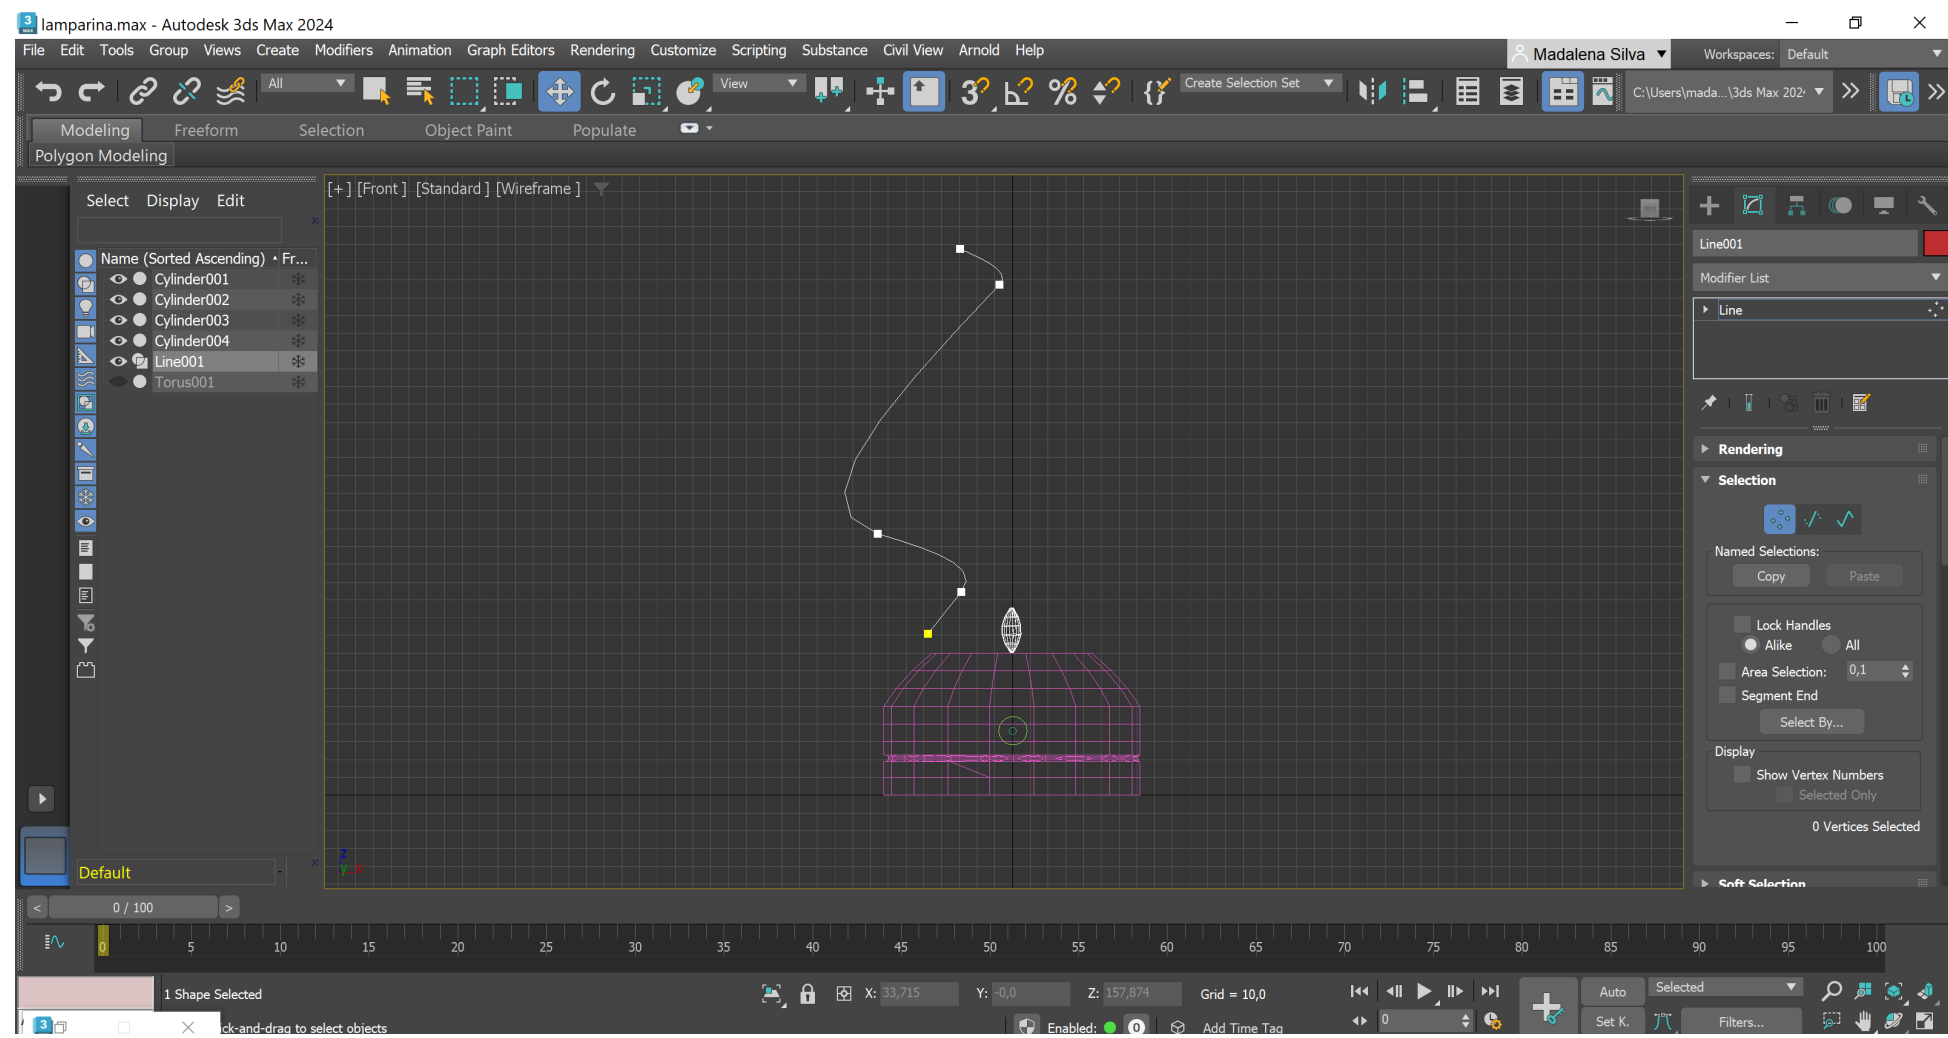 lamparina.max - Autodesk 3ds Max 2024
File Edit Tools Group Views Create Modifiers Animation Graph Editors Rendering Customize Scripting Substance Civil View Arnold Help
Madalena Silva
Workspaces: Default
All
View
Create Selection Set
C:\Users\mada...\3ds Max 202
Modeling Freeform Selection Object Paint Populate
Polygon Modeling
Select Display Edit
Name (Sorted Ascending) Fr...
Cylinder001
Cylinder002
Cylinder003
Cylinder004
Line001
Torus001
Default
[+] [Front] [Standard] [Wireframe]
z
y x
Line001
Modifier List
Line
Rendering
Selection
Named Selections:
Copy Paste
Lock Handles
Alike All
Area Selection: 0,1
Segment End
Select By...
Display
Show Vertex Numbers
Selected Only
0 Vertices Selected
Soft Selection
< 0 / 100 >
0 5 10 15 20 25 30 35 40 45 50 55 60 65 70 75 80 85 90 95 100
1 Shape Selected
X: 33,715 Y: -0,0 Z: 157,874 Grid = 10,0
Auto Selected
ick-and-drag to select objects
Enabled: 0 Add Time Tag
0
Set K. Filters...